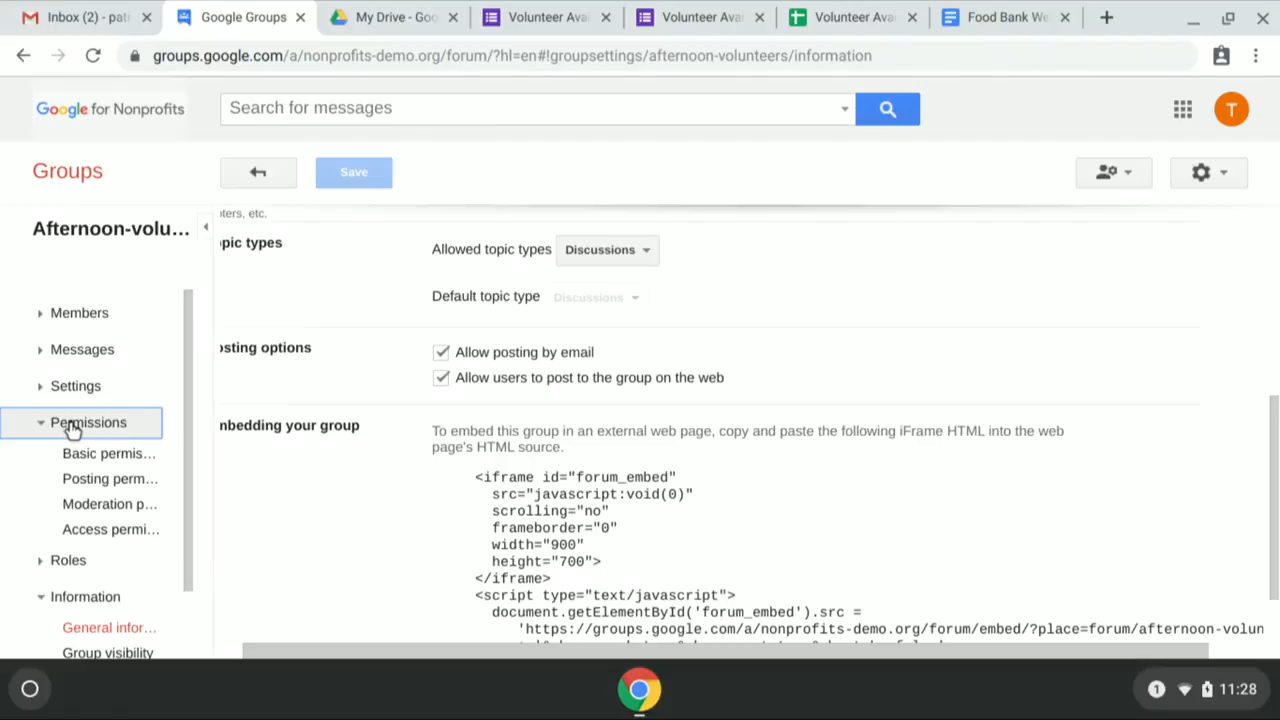 Inbox (2) - pat
Google Groups
My Drive - Goo
Volunteer Ava
Volunteer Ava
Volunteer Ava
Food Bank We
groups.google.com/a/nonprofits-demo.org/forum/?hl=en#!groupsettings/afternoon-volunteers/information
Google for Nonprofits
Search for messages
T
Groups
Save
Afternoon-volu...
Members
Messages
Settings
Permissions
Basic permis...
Posting perm...
Moderation p...
Access permi...
Roles
Information
General infor...
Group visibility
ters, etc.
pic types
Allowed topic types Discussions
Default topic type Discussions
sting options
Allow posting by email
Allow users to post to the group on the web
nbedding your group
To embed this group in an external web page, copy and paste the following iFrame HTML into the web
page's HTML source.
<iframe id="forum_embed"
src="javascript:void(0)"
scrolling="no"
frameborder="0"
width="900"
height="700">
</iframe>
<script type="text/javascript">
document.getElementById('forum_embed').src =
'https://groups.google.com/a/nonprofits-demo.org/forum/embed/?place=forum/afternoon-volun
1
11:28